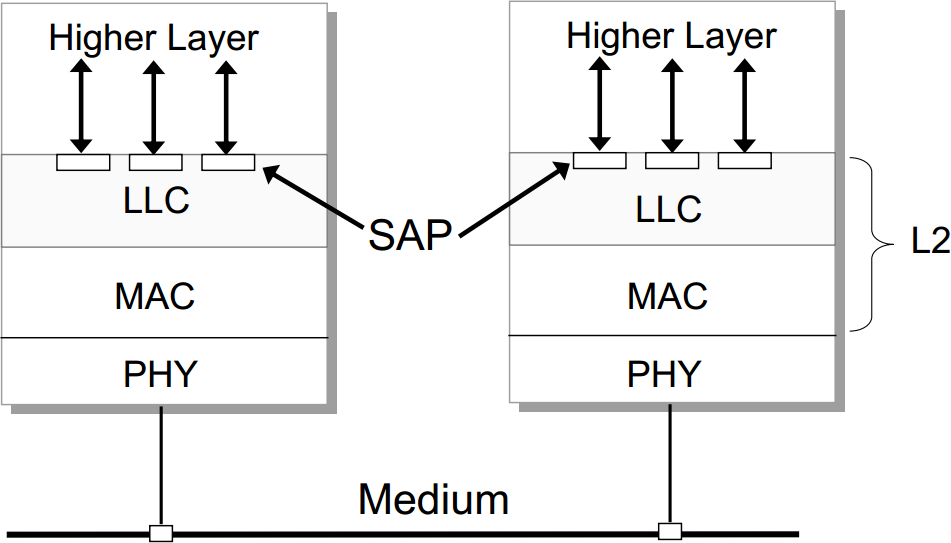 Higher Layer
Higher Layer
LLC
LLC
SAP
L2
MAC
MAC
PHY
PHY
Medium